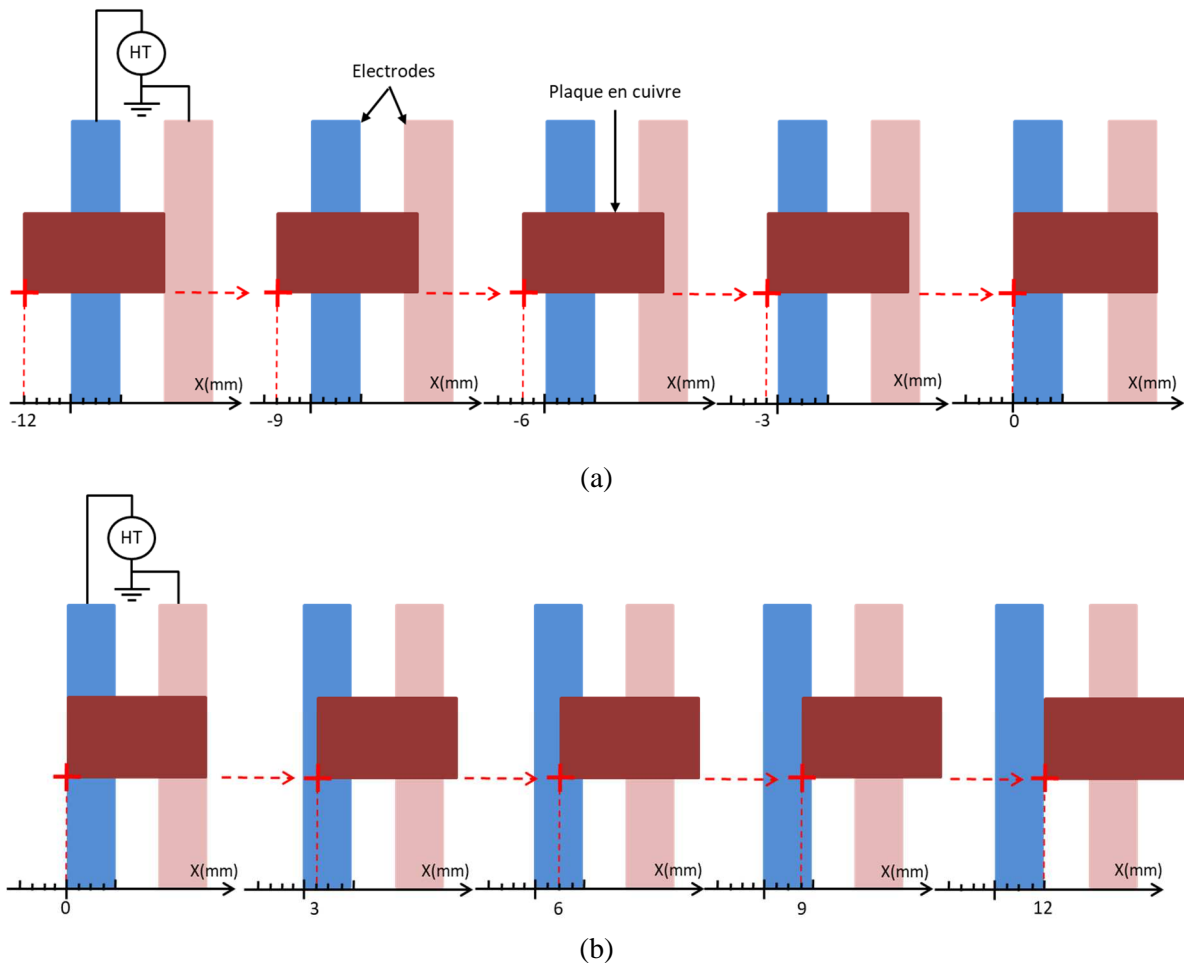 HT
Electrodes
Plaque en cuivre
X(mm) X(mm) X(mm) X(mm) X(mm)
-12 -9 -6 -3 0
(a)
HT
X(mm) X(mm) X(mm) X(mm) X(mm)
0 3 6 9 12
(b)